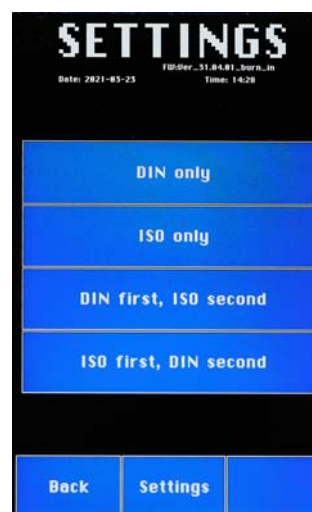 SETTINGS
FW:Ver_31.04.01_burn_in
Date: 2021-03-23 Time: 14:28
DIN only
ISO only
DIN first, ISO second
ISO first, DIN second
Back Settings